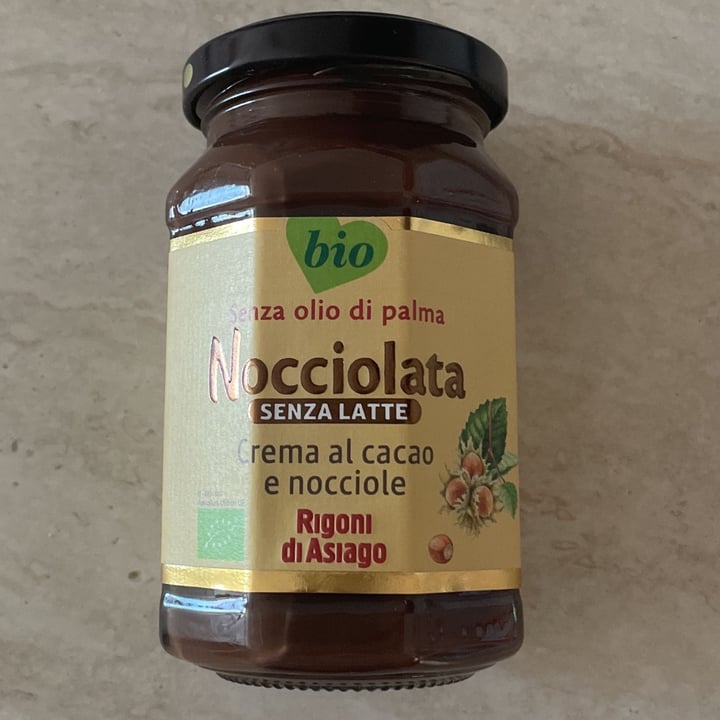 bio
Senza olio di palma
Nocciolata
SENZA LATTE
Crema al cacao
e nocciole
Rigoni
di Asiago